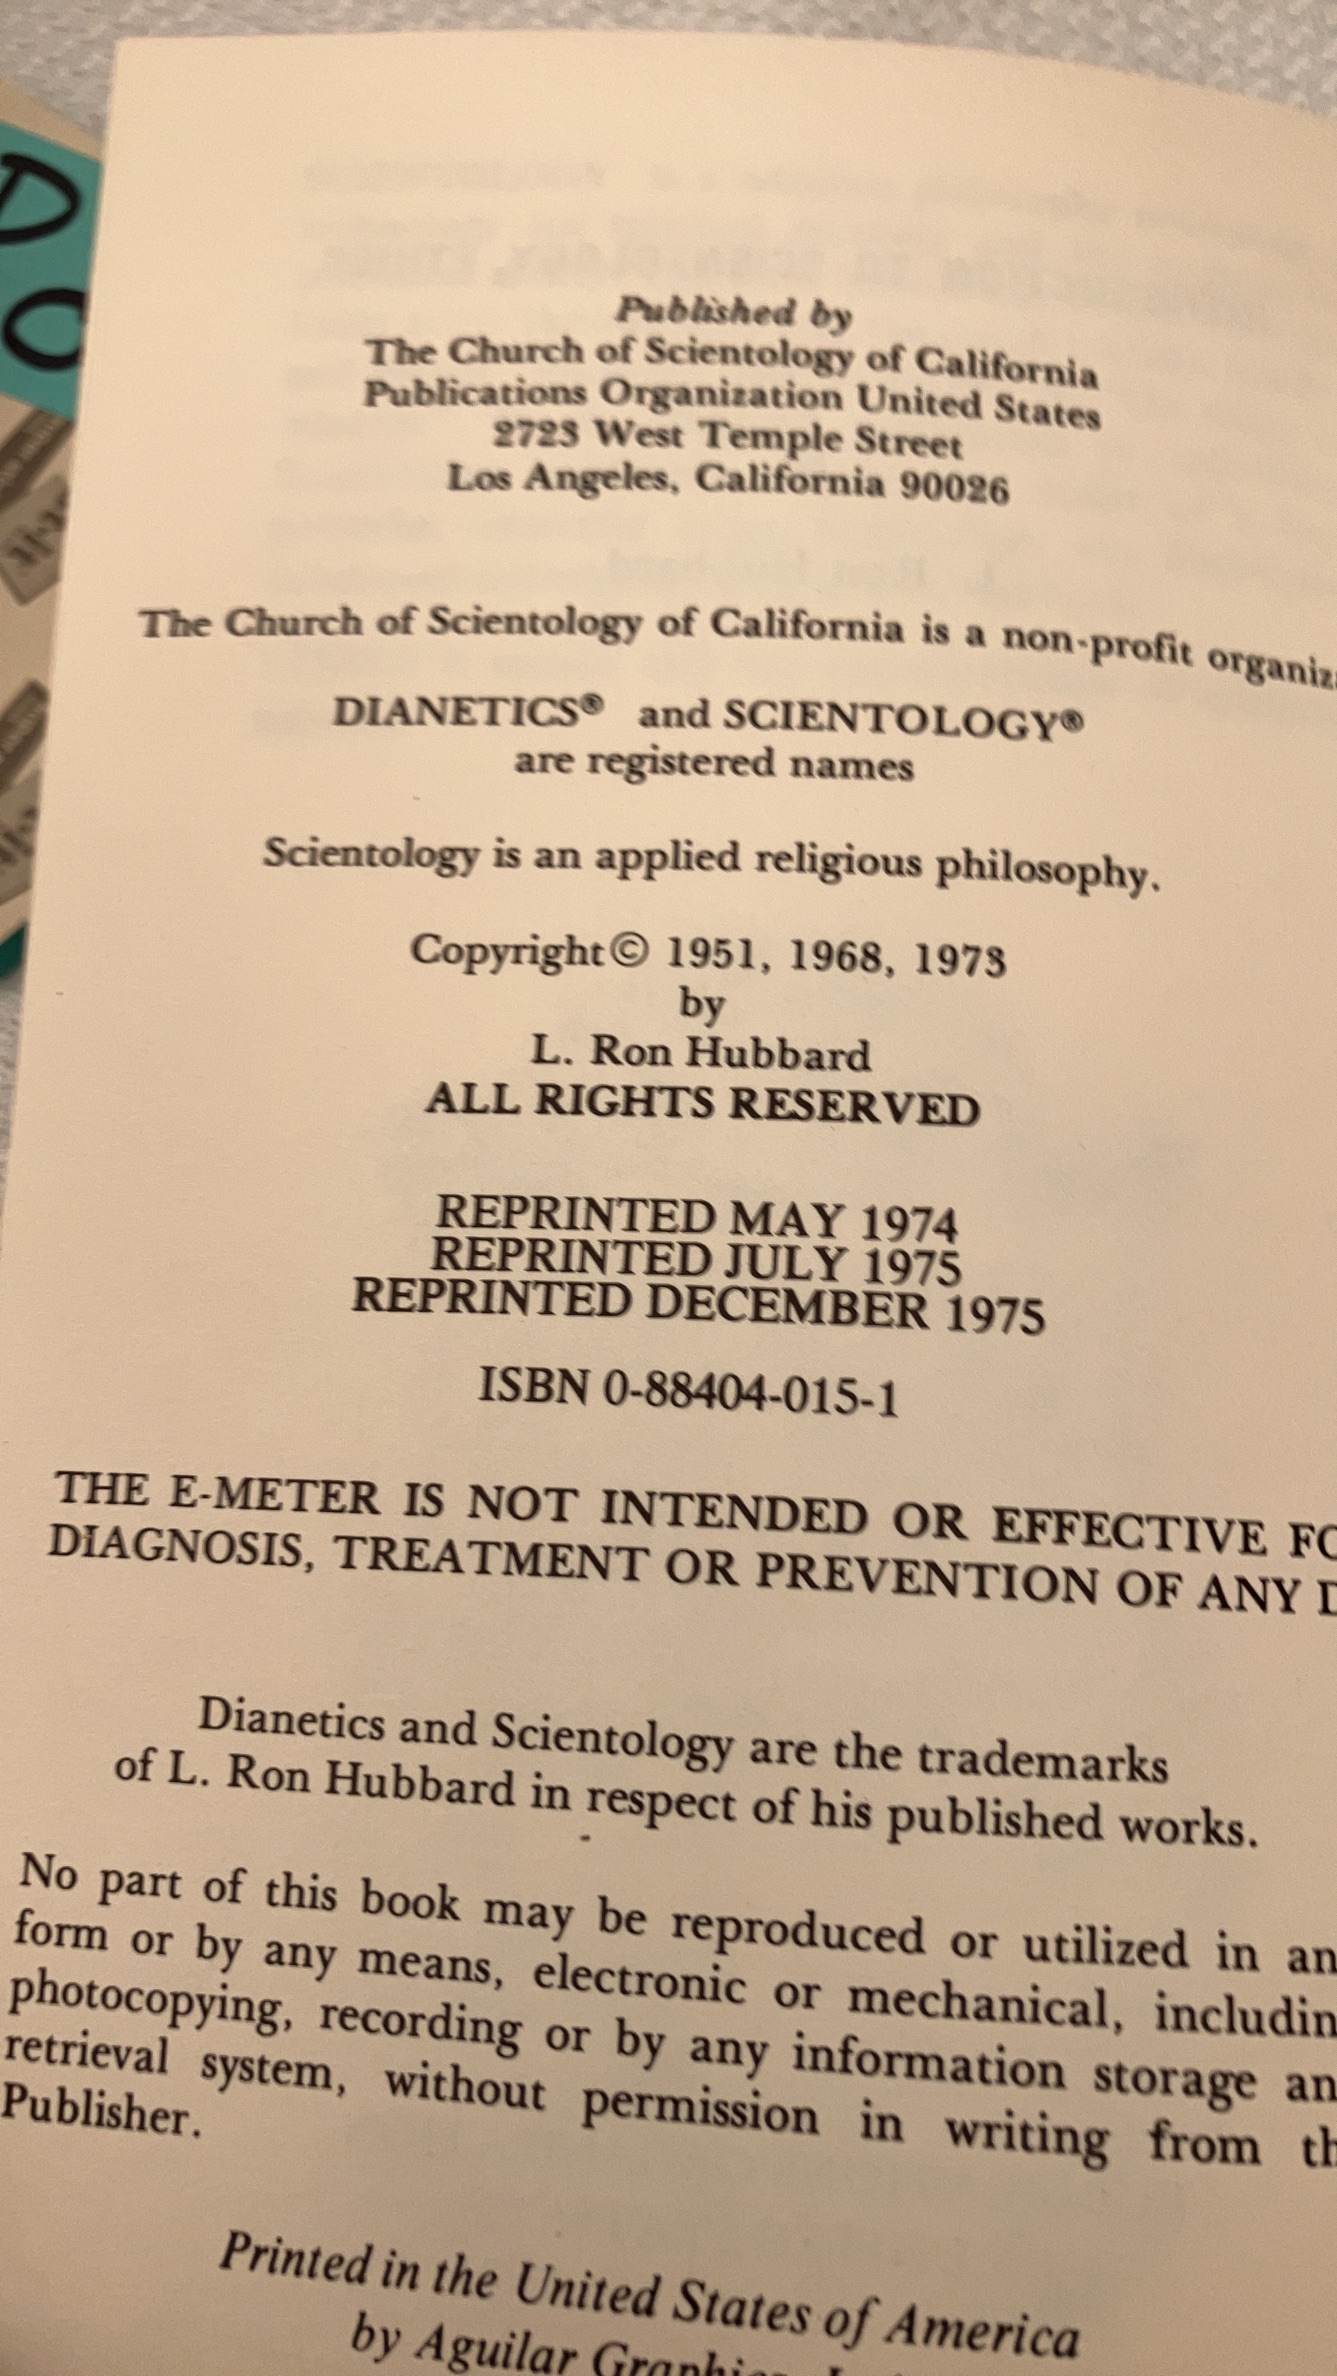 Published by
The Church of Scientology of California
Publications Organization United States
2723 West Temple Street
Los Angeles, California 90026
The Church of Scientology of California is a non-profit organiz
DIANETICS® and SCIENTOLOGY®
are registered names
Scientology is an applied religious philosophy.
Copyright© 1951, 1968, 1973
by
L. Ron Hubbard
ALL RIGHTS RESERVED
REPRINTED MAY 1974
REPRINTED JULY 1975
REPRINTED DECEMBER 1975
ISBN 0-88404-015-1
THE E-METER IS NOT INTENDED OR EFFECTIVE FO
DIAGNOSIS, TREATMENT OR PREVENTION OF ANY D
Dianetics and Scientology are the trademarks
of L. Ron Hubbard in respect of his published works.
No part of this book may be reproduced or utilized in an
form or by any means, electronic or mechanical, includin
photocopying, recording or by any information storage an
retrieval system, without permission in writing from th
Publisher.
Printed in the United States of America
by Aguilar Graphics